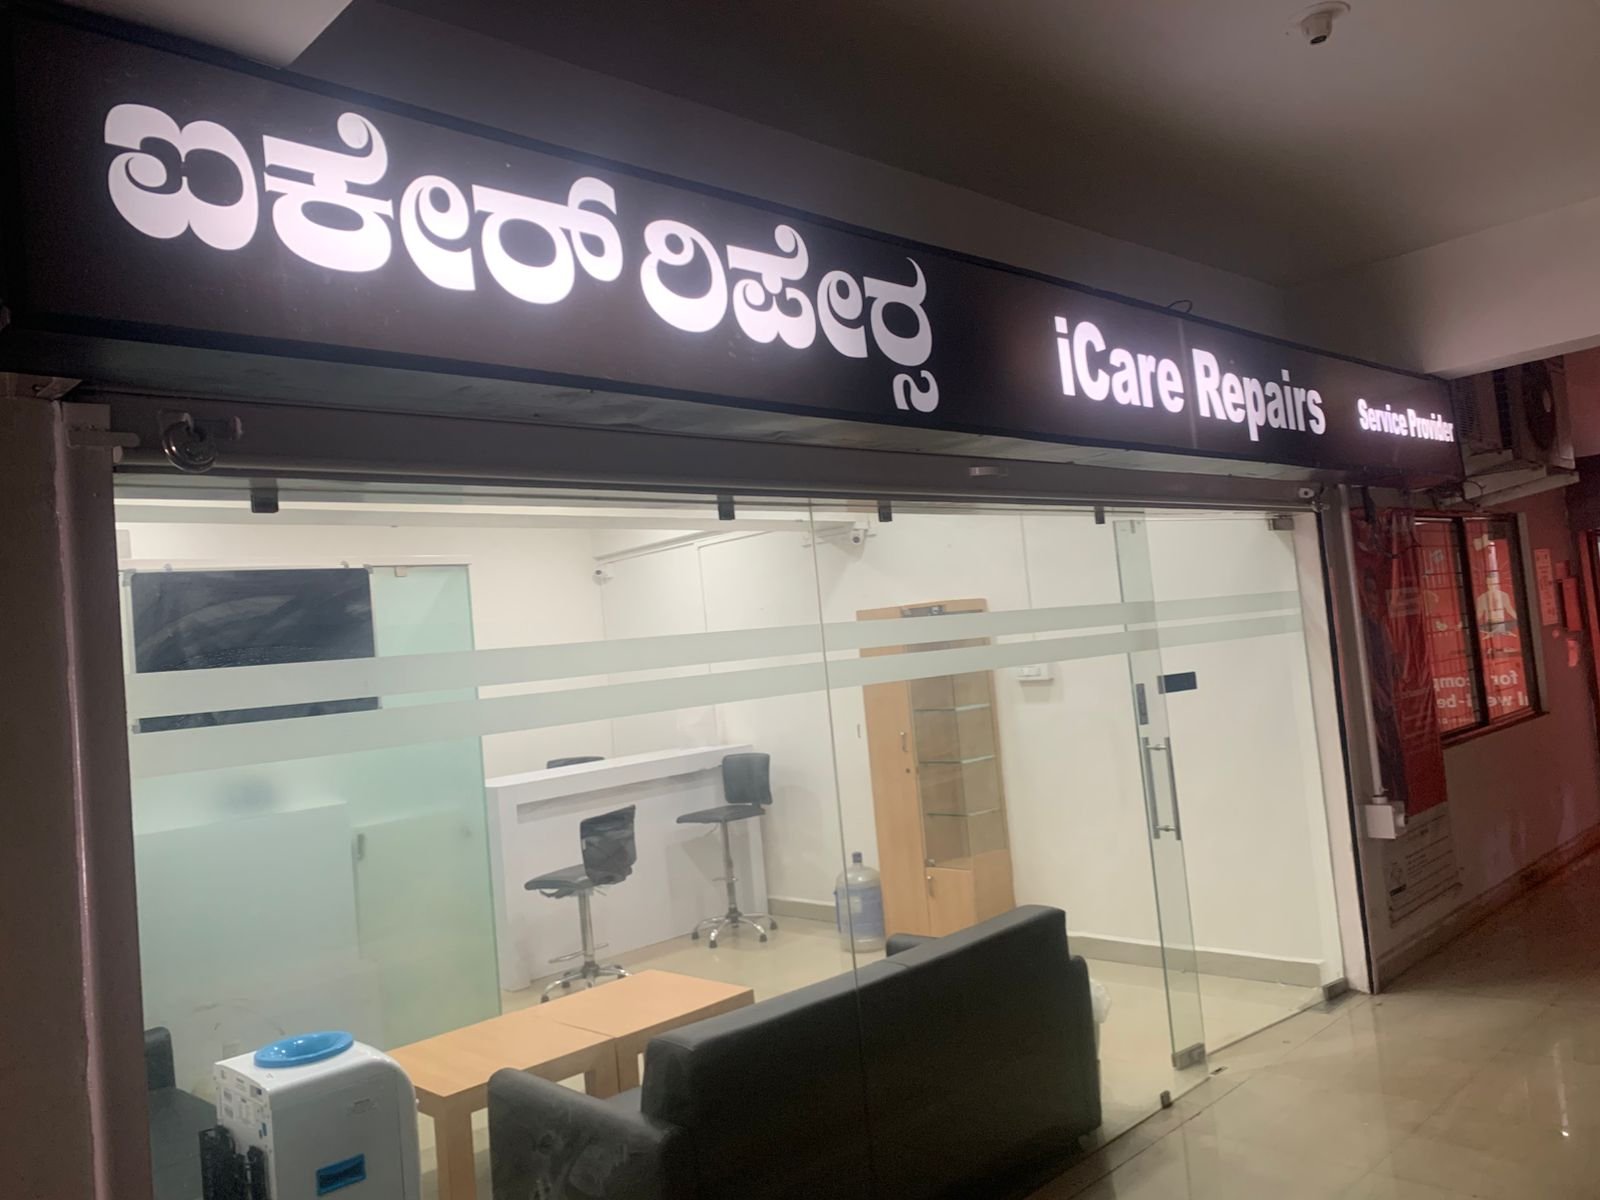 ಐಕೇರ್ ರಿಪೇರ‍್ಸ
iCare Repairs
Service Provider